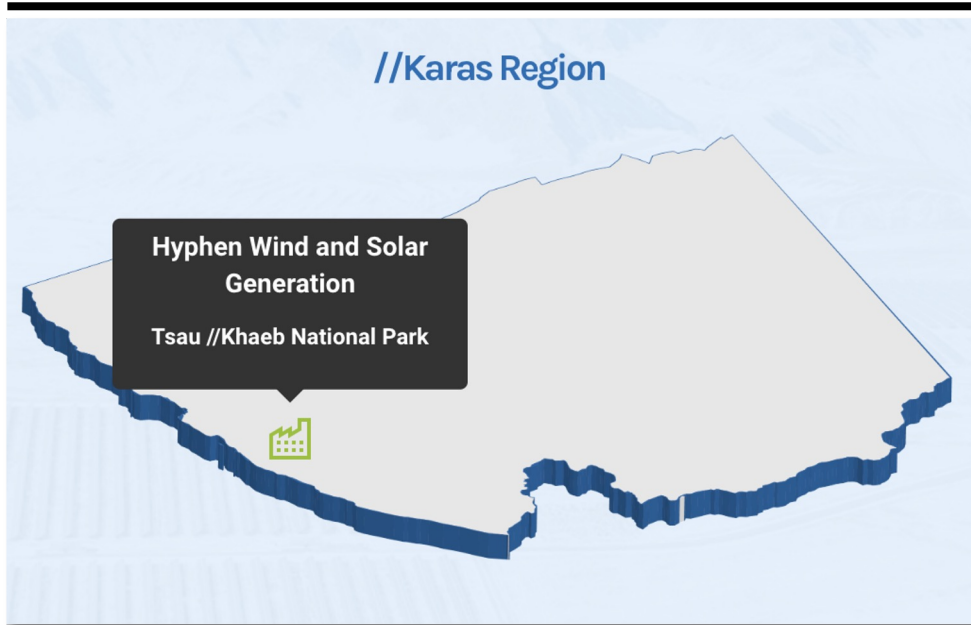 //Karas Region
Hyphen Wind and Solar
Generation
Tsau //Khaeb National Park